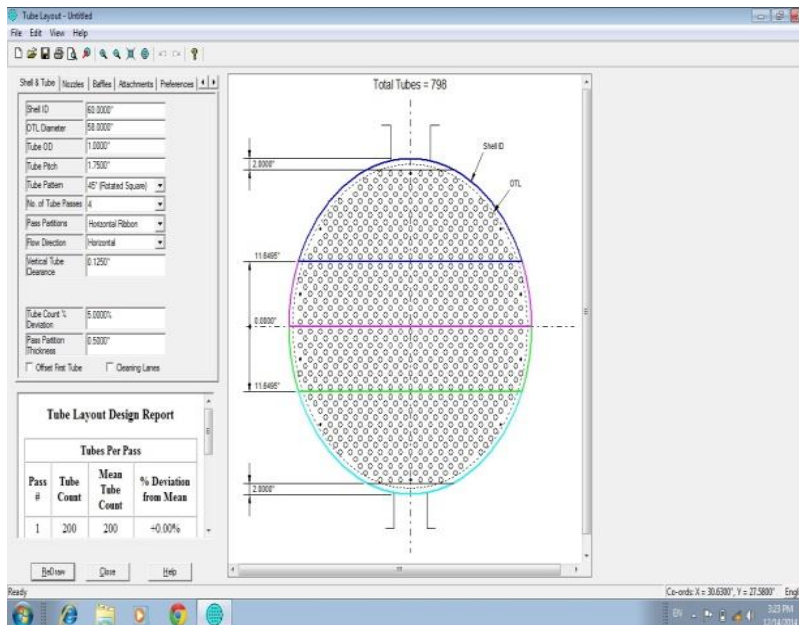 Tube Layout - Untitled
File Edit View Help
Shell & Tube Nozzles Baffles Attachments Preferences
Shell ID 60.0000"
OTL Diameter 58.0000"
Tube OD 1.0000"
Tube Pitch 1.7500"
Tube Pattern 45° (Rotated Square)
No. of Tube Passes 4
Pass Partitions Horizontal Ribbon
Flow Direction Horizontal
Vertical Tube Clearance 0.1250"
Tube Count % Deviation 5.0000%
Pass Partition Thickness 0.5000"
Offset First Tube Cleaning Lanes
Tube Layout Design Report
Tubes Per Pass
Pass # Tube Count Mean Tube Count % Deviation from Mean
1 200 200 +0.00%
ReDraw Close Help
Total Tubes = 798
Shell ID
OTL
2.0000"
11.6495"
0.0000"
11.6495"
2.0000"
Ready
Co-ords: X = 30.6300", Y = 27.5800" Engl
EN
3:23 PM
12/14/2014